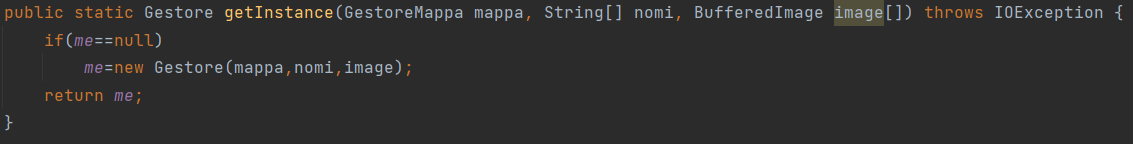 public static Gestore getInstance(GestoreMappa mappa, String[] nomi, BufferedImage image[]) throws IOException {
    if(me==null)
        me=new Gestore(mappa,nomi,image);
    return me;
}